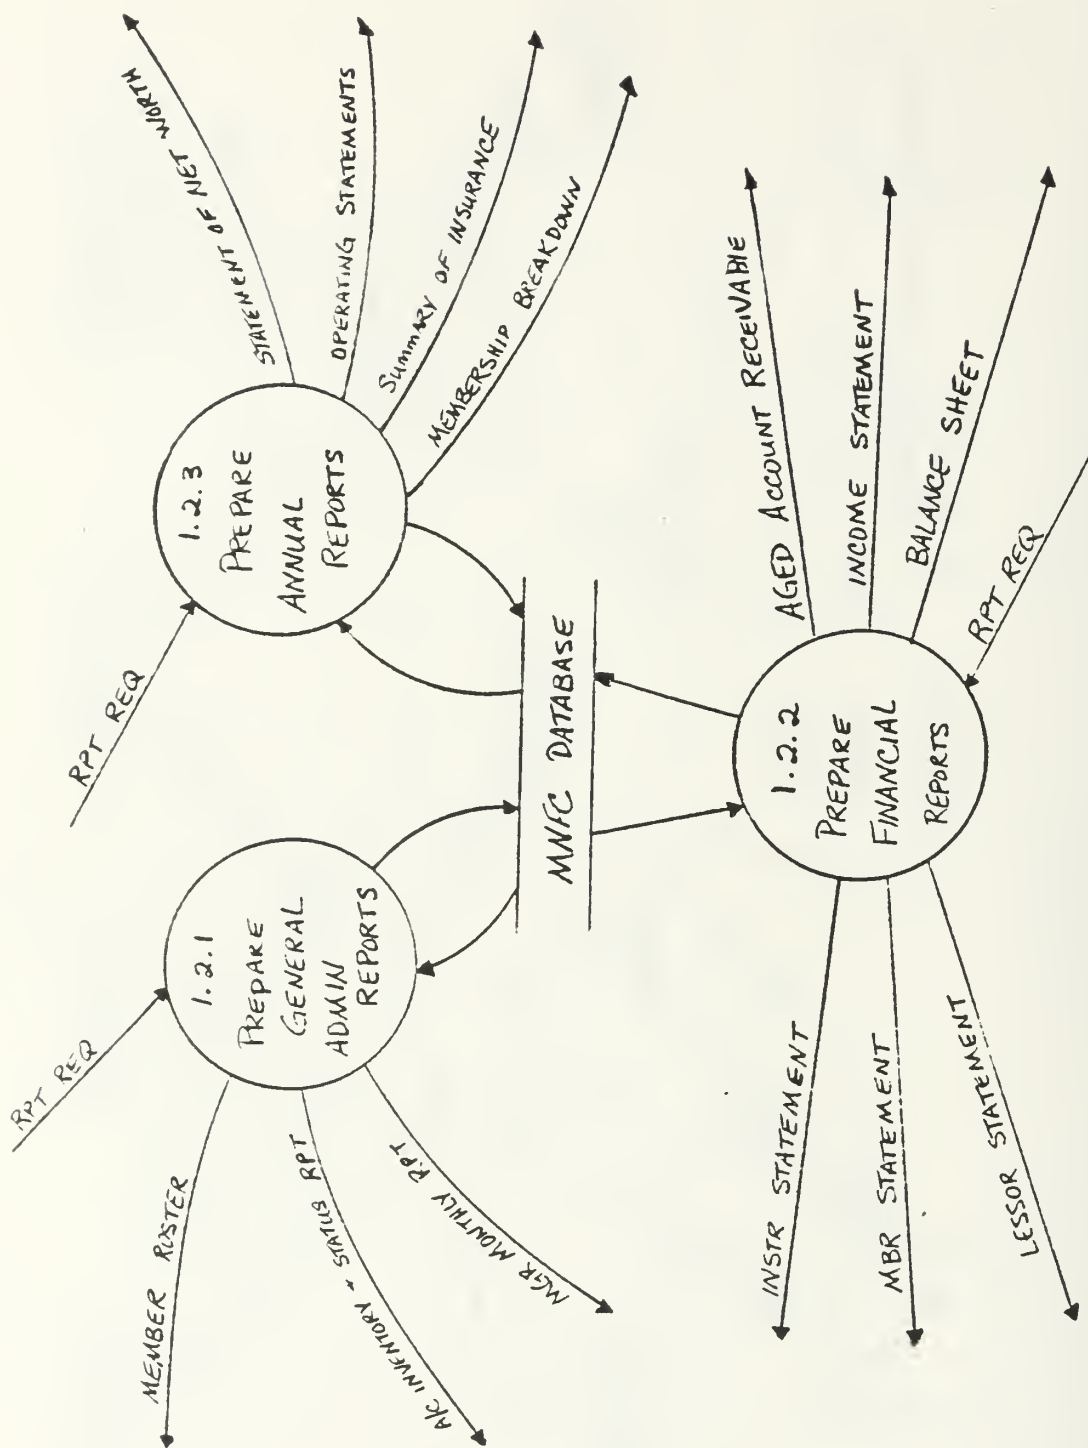 RPT REQ
1.2.1
PREPARE
GENERAL
ADMIN
REPORTS
MEMBER ROSTER
A/C INVENTORY & STATUS RPT
MGR MONTHLY RPT
RPT REQ
1.2.3
PREPARE
ANNUAL
REPORTS
STATEMENT OF NET WORTH
OPERATING STATEMENTS
SUMMARY OF INSURANCE
MEMBERSHIP BREAKDOWN
MNFC DATABASE
1.2.2
PREPARE
FINANCIAL
REPORTS
INSTR STATEMENT
MBR STATEMENT
LESSOR STATEMENT
AGED ACCOUNT RECEIVABLE
INCOME STATEMENT
BALANCE SHEET
RPT REQ